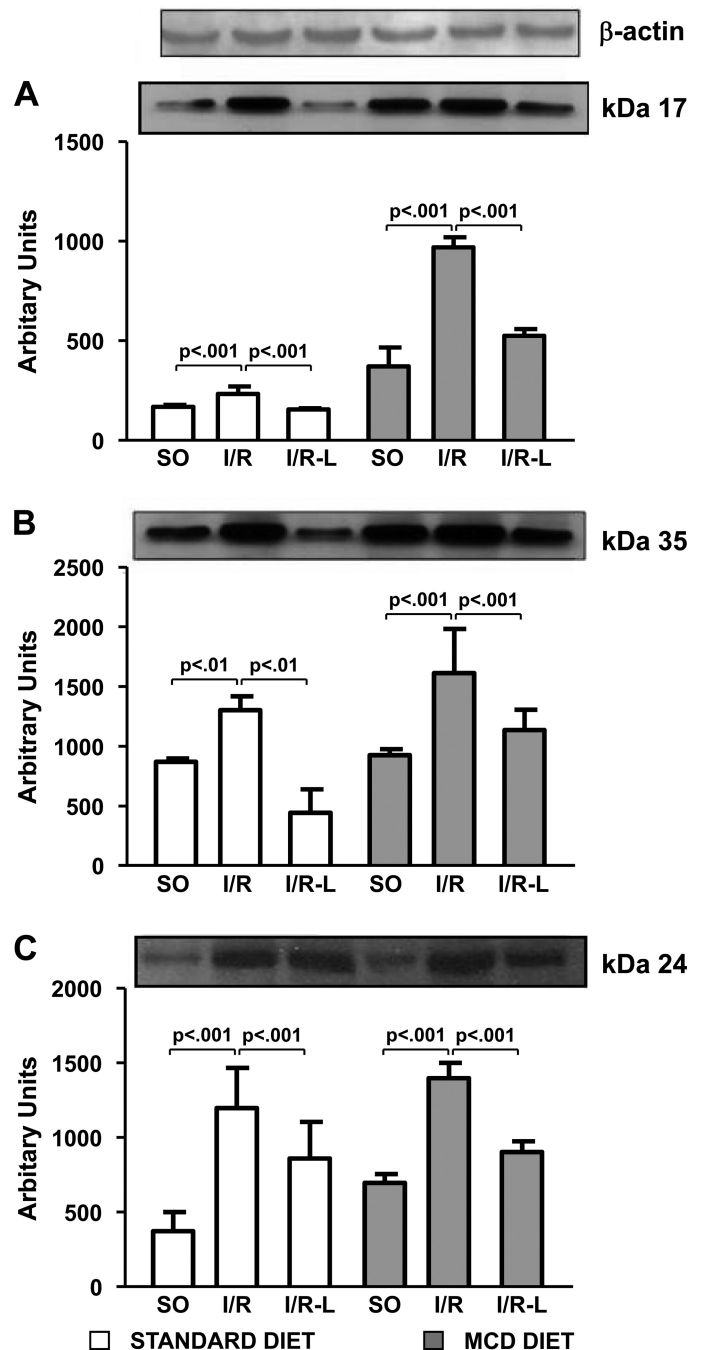 β-actin
A
kDa 17
1500
1000
500
0
Arbitary Units
p<.001 p<.001
p<.001 p<.001
SO I/R I/R-L SO I/R I/R-L
B
kDa 35
2500
2000
1500
1000
500
0
Arbitrary Units
p<.01 p<.01
p<.001 p<.001
SO I/R I/R-L SO I/R I/R-L
C
kDa 24
2000
1500
1000
500
0
Arbitary Units
p<.001 p<.001 p<.001 p<.001
SO I/R I/R-L SO I/R I/R-L
STANDARD DIET MCD DIET